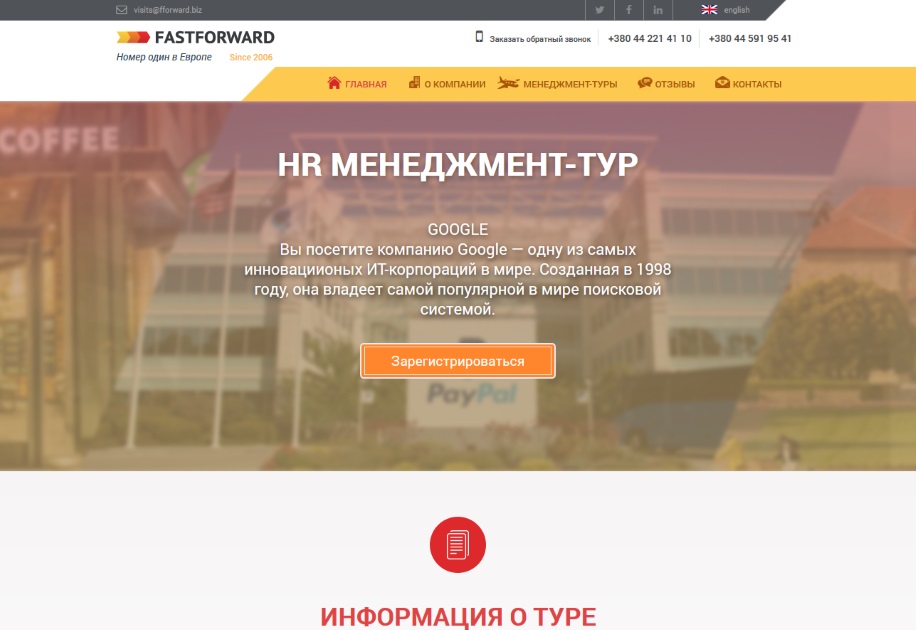 visits@fforward.biz
english
FASTFORWARD
Номер один в Европе Since 2006
Заказать обратный звонок +380 44 221 41 10 +380 44 591 95 41
ГЛАВНАЯ О КОМПАНИИ МЕНЕДЖМЕНТ-ТУРЫ ОТЗЫВЫ КОНТАКТЫ
COFFEE
HR МЕНЕДЖМЕНТ-ТУР
GOOGLE
Вы посетите компанию Google — одну из самых
инновациионых ИТ-корпораций в мире. Созданная в 1998
году, она владеет самой популярной в мире поисковой
системой.
Зарегистрироваться
PayPal
ИНФОРМАЦИЯ О ТУРЕ